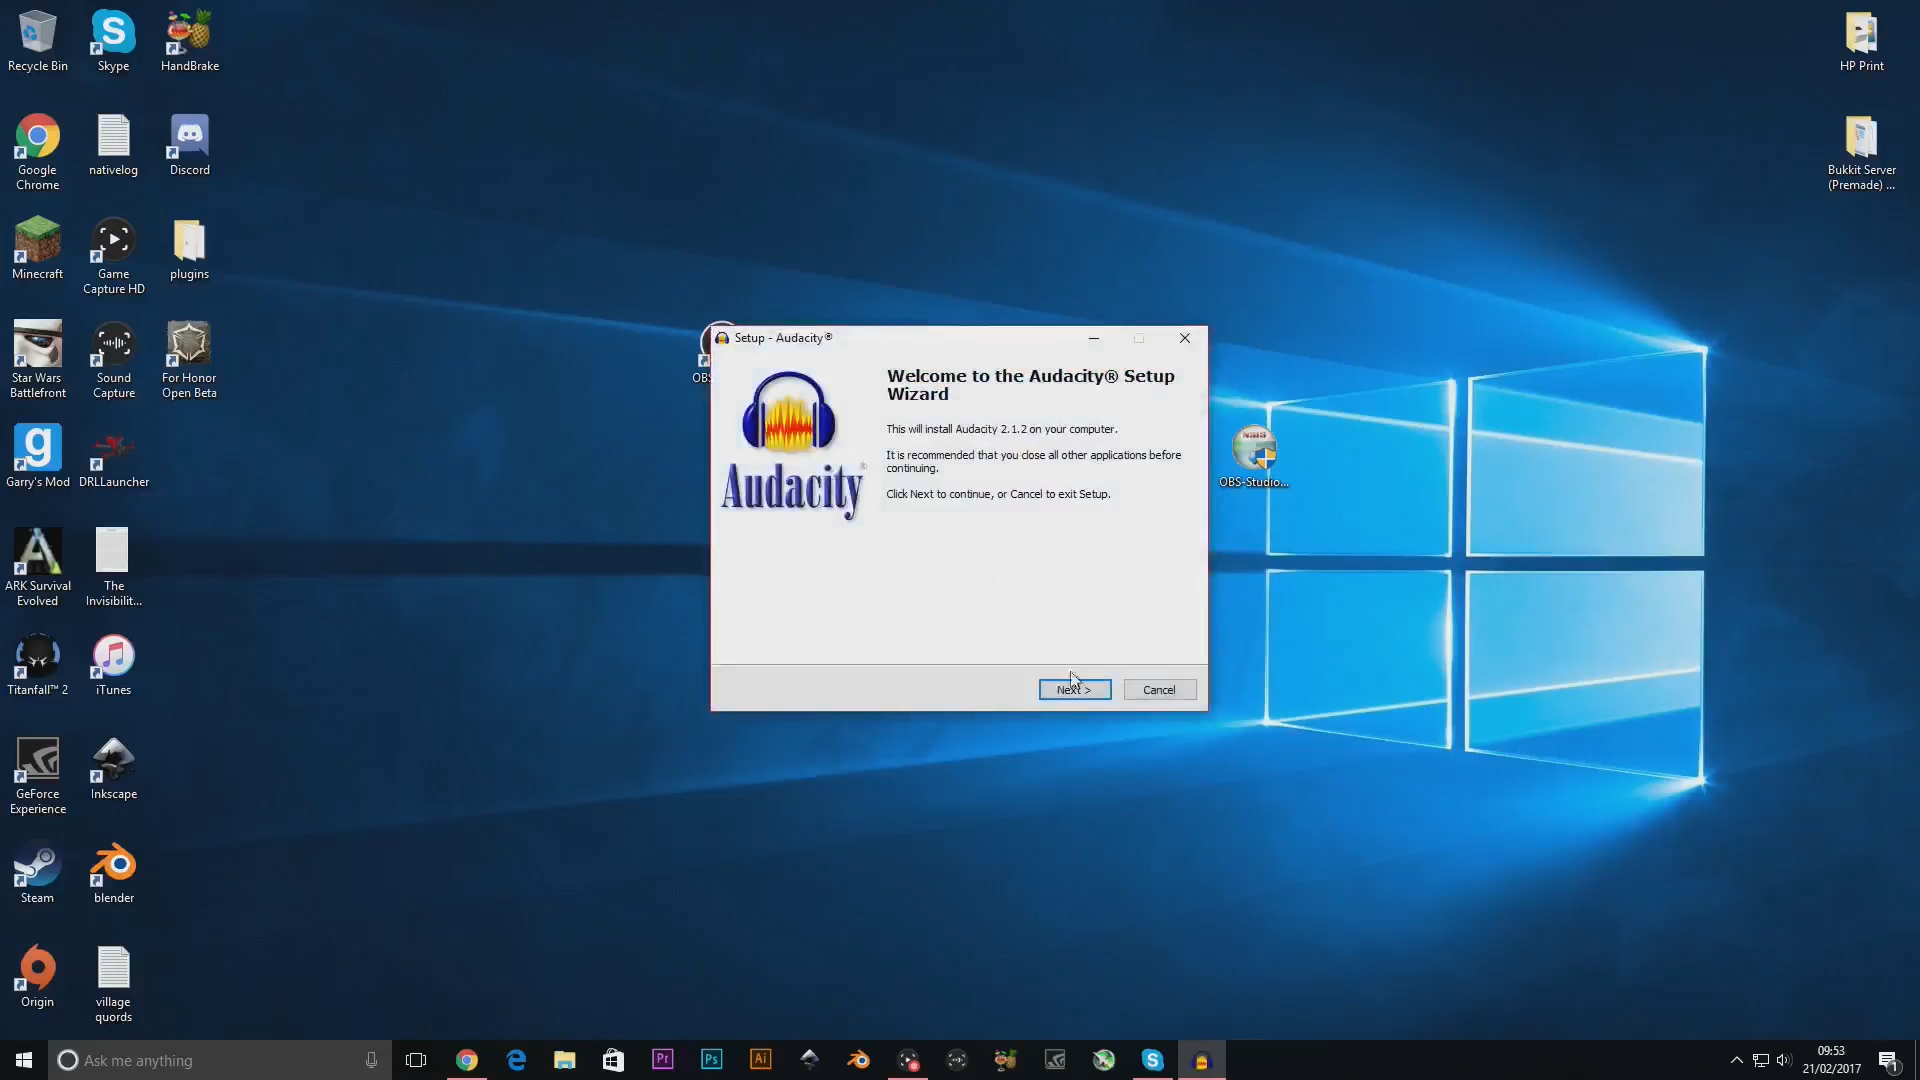 Recycle Bin
Skype
HandBrake
HP Print
Google
Chrome
nativelog
Discord
Bukkit Server
(Premade) ...
Minecraft
Game
Capture HD
plugins
Star Wars
Battlefront
Sound
Capture
For Honor
Open Beta
OBS
Setup - Audacity®
Welcome to the Audacity® Setup
Wizard
This will install Audacity 2.1.2 on your computer.
It is recommended that you close all other applications before
continuing.
Click Next to continue, or Cancel to exit Setup.
Audacity ®
Next >
Cancel
NSIS
OBS-Studio...
Garry's Mod
DRLLauncher
ARK Survival
Evolved
The
Invisibilit...
Titanfall™ 2
iTunes
GeForce
Experience
Inkscape
Steam
blender
Origin
village
quords
Ask me anything
Pr
Ps
Ai
09:53
21/02/2017
1